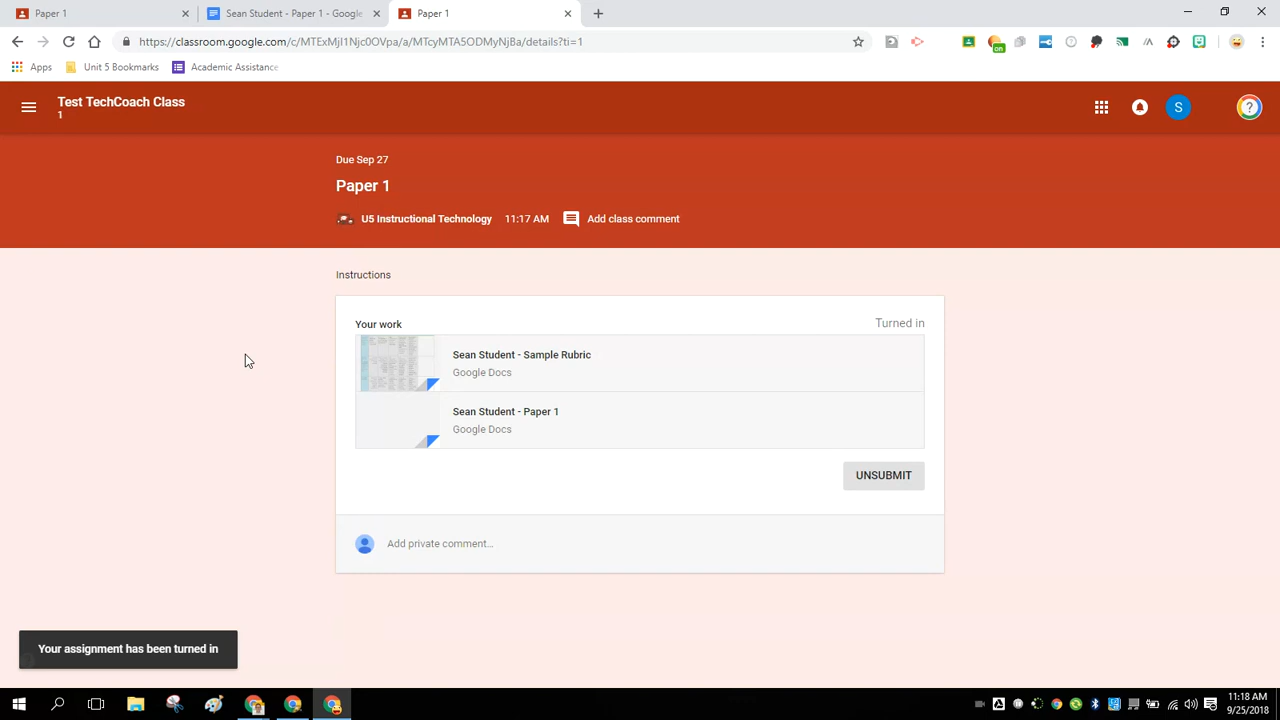 Paper 1
Sean Student - Paper 1 - Google
Paper 1
https://classroom.google.com/c/MTExMjI1Njc0OVpa/a/MTcyMTA5ODMyNjBa/details?ti=1
on
Apps
Unit 5 Bookmarks
Academic Assistance
Test TechCoach Class
1
S
?
Due Sep 27
Paper 1
U5 Instructional Technology 11:17 AM Add class comment
Instructions
Your work
Turned in
Sean Student - Sample Rubric
Google Docs
Sean Student - Paper 1
Google Docs
UNSUBMIT
Add private comment...
Your assignment has been turned in
11:18 AM
9/25/2018